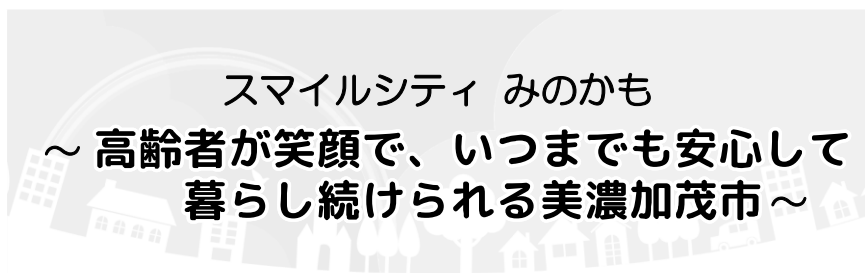 スマイルシティ みのかも
～ 高齢者が笑顔で、いつまでも安心して
暮らし続けられる美濃加茂市～